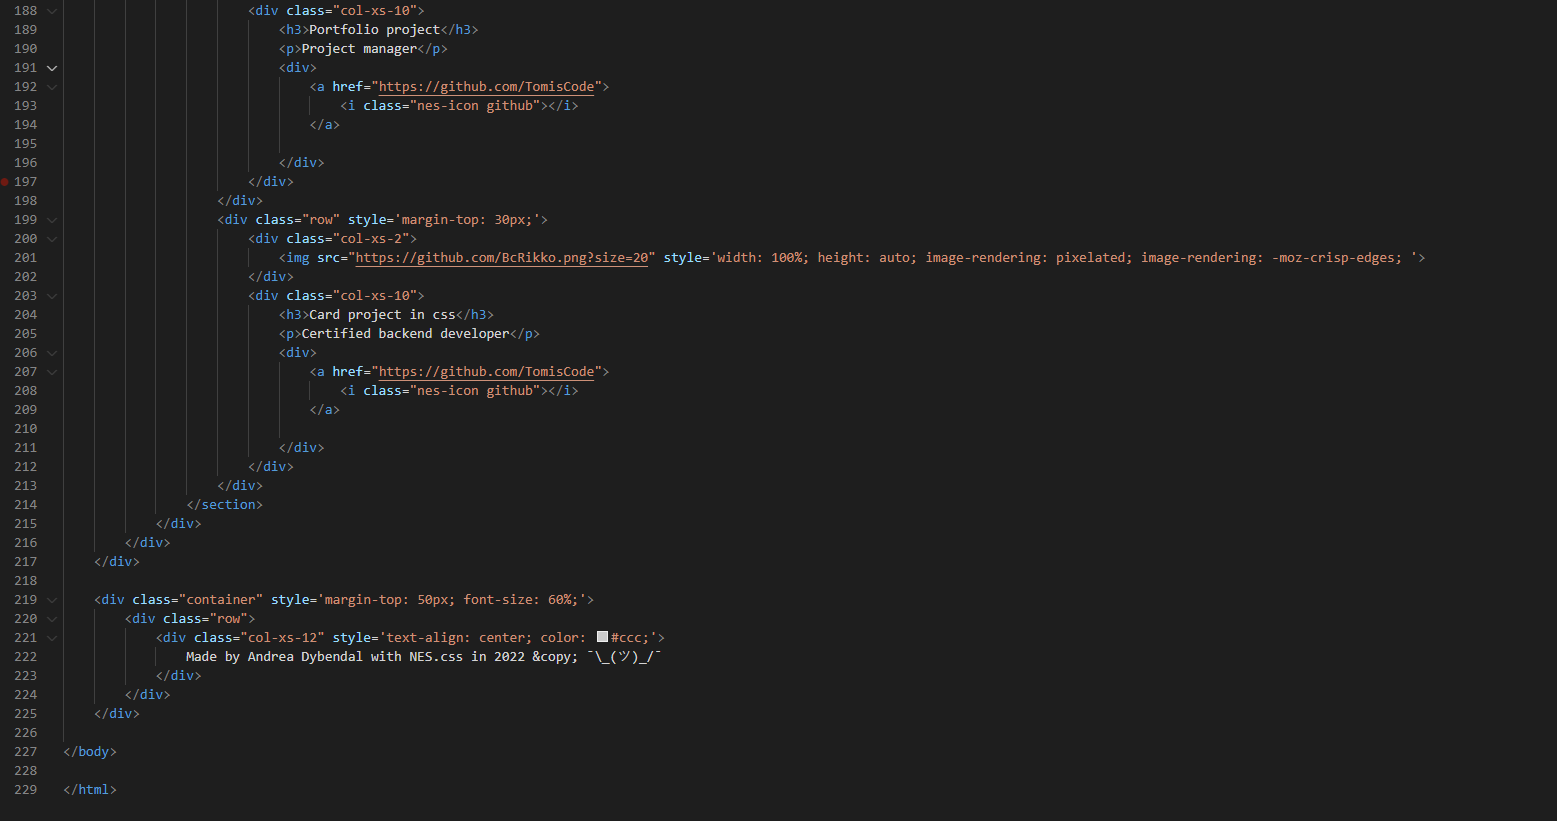 188 <div class="col-xs-10">
189 <h3>Portfolio project</h3>
190 <p>Project manager</p>
191 <div>
192 <a href="https://github.com/TomisCode">
193 <i class="nes-icon github"></i>
194 </a>
195
196 </div>
197 </div>
198 </div>
199 <div class="row" style='margin-top: 30px;'>
200 <div class="col-xs-2">
201 <img src="https://github.com/BcRikko.png?size=20" style='width: 100%; height: auto; image-rendering: pixelated; image-rendering: -moz-crisp-edges; '>
202 </div>
203 <div class="col-xs-10">
204 <h3>Card project in css</h3>
205 <p>Certified backend developer</p>
206 <div>
207 <a href="https://github.com/TomisCode">
208 <i class="nes-icon github"></i>
209 </a>
210
211 </div>
212 </div>
213 </div>
214 </section>
215 </div>
216 </div>
217 </div>
218
219 <div class="container" style='margin-top: 50px; font-size: 60%;'>
220 <div class="row">
221 <div class="col-xs-12" style='text-align: center; color: #ccc;'>
222 Made by Andrea Dybendal with NES.css in 2022 &copy; ¯\_(ツ)_/¯
223 </div>
224 </div>
225 </div>
226
227 </body>
228
229 </html>